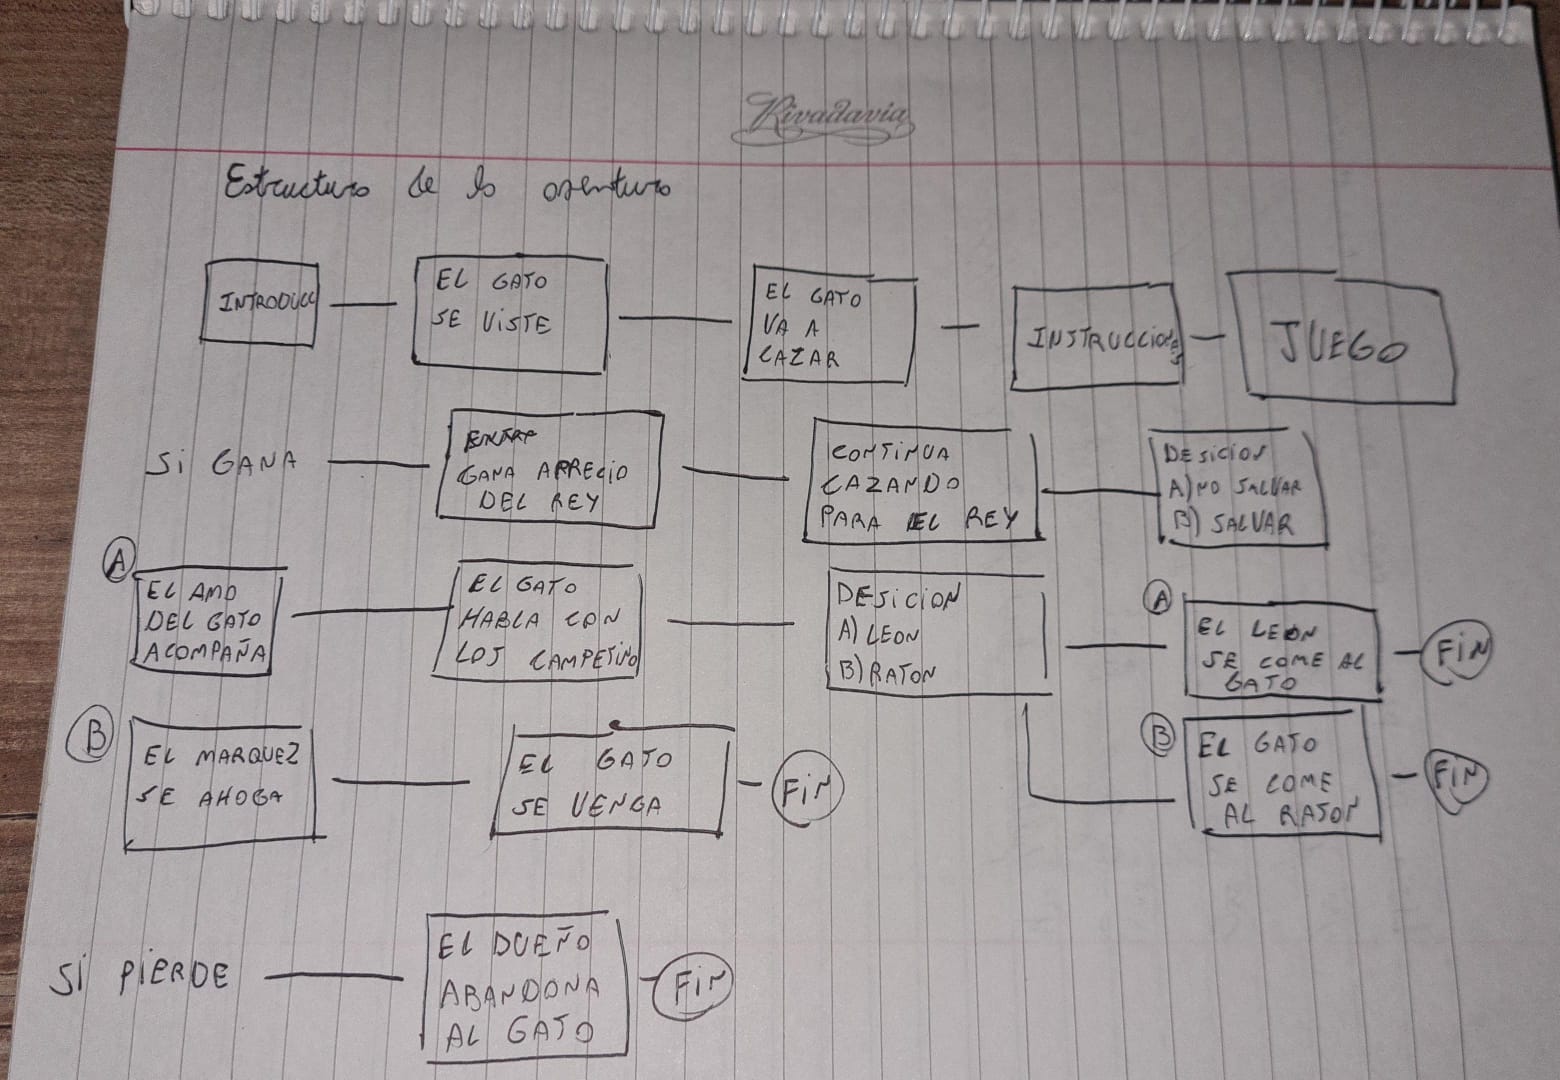 Rivadavia
Estructura de la aventura
INTRODUCC
EL GATO
SE VISTE
EL GATO
VA A
CAZAR
INSTRUCCIONES
JUEGO
SI GANA
GANA APRECIO
DEL REY
CONTINUA
CAZANDO
PARA EL REY
DESICION
A) NO SALVAR
B) SALVAR
A
EL AMO
DEL GATO
ACOMPAÑA
EL GATO
HABLA CON
LOS CAMPESINO
DESICION
A) LEON
B) RATON
A
EL LEON
SE COME AL
GATO
FIN
B
EL MARQUEZ
SE AHOGA
EL GATO
SE VENGA
FIN
B
EL GATO
SE COME
AL RATON
FIN
SI PIERDE
EL DUEÑO
ABANDONA
AL GATO
FIN